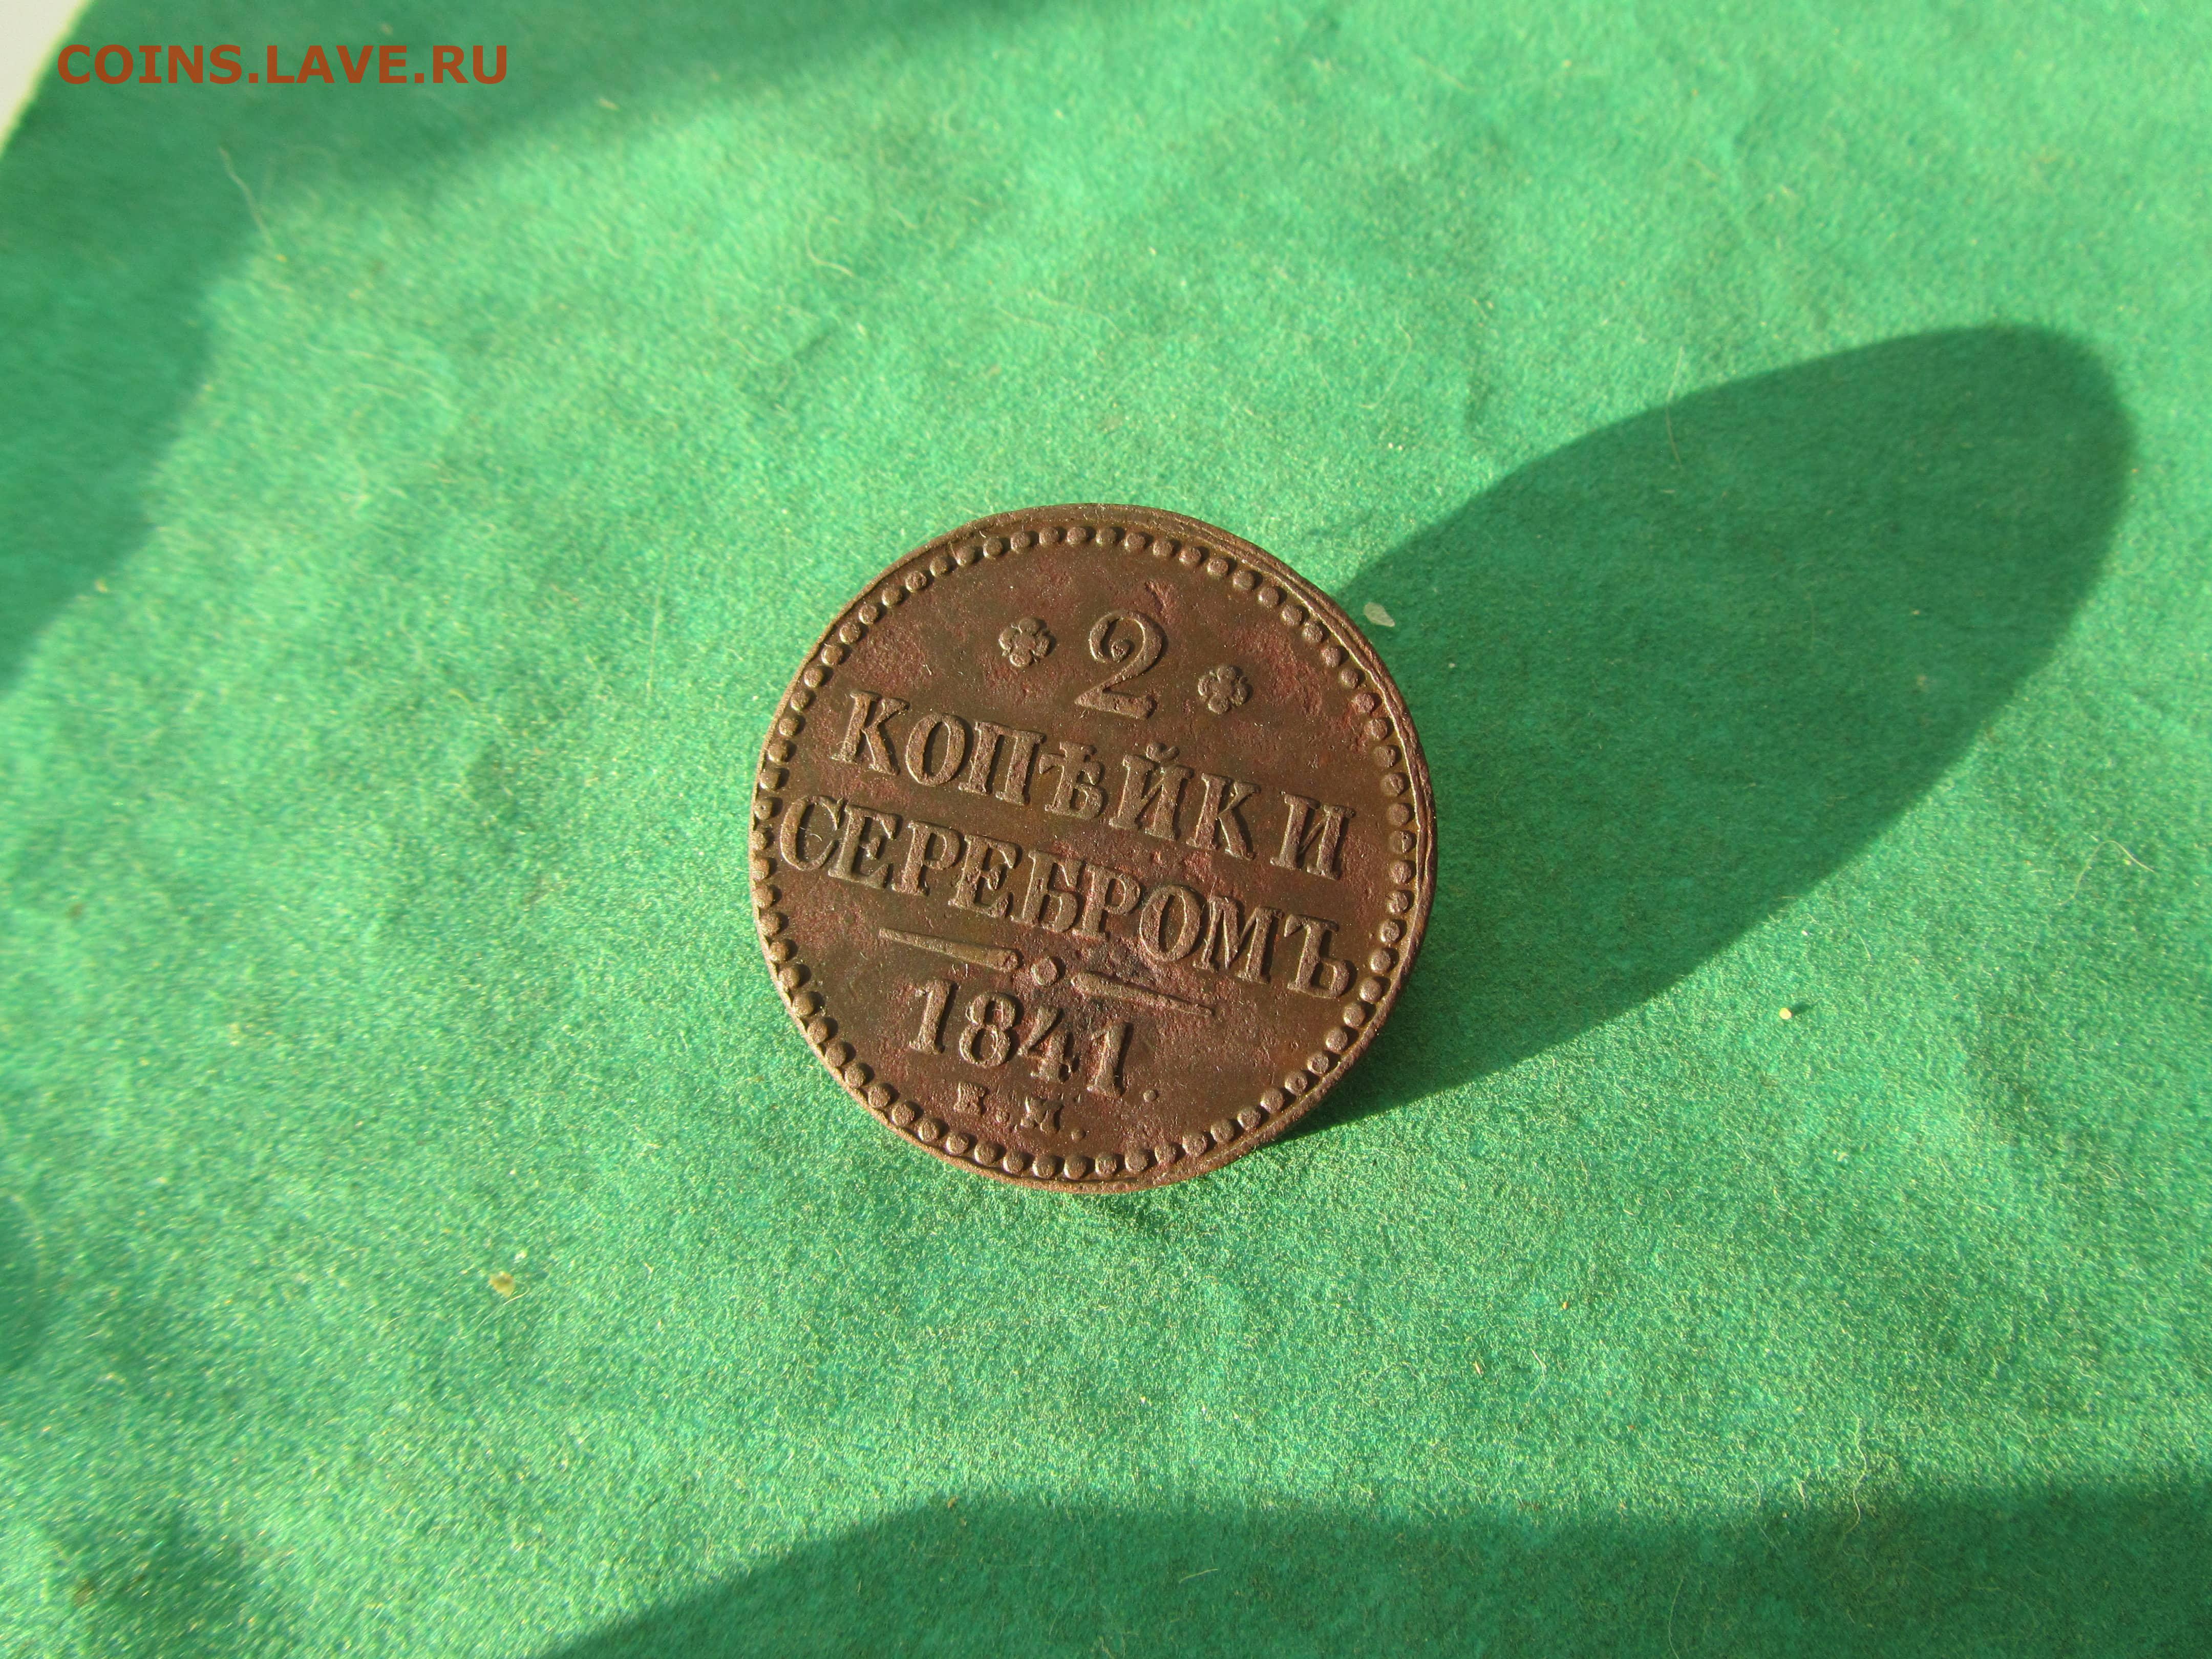 COINS.LAVE.RU
2
КОПѢЙКИ
СЕРЕБРОМЪ
1841.
Е.М.